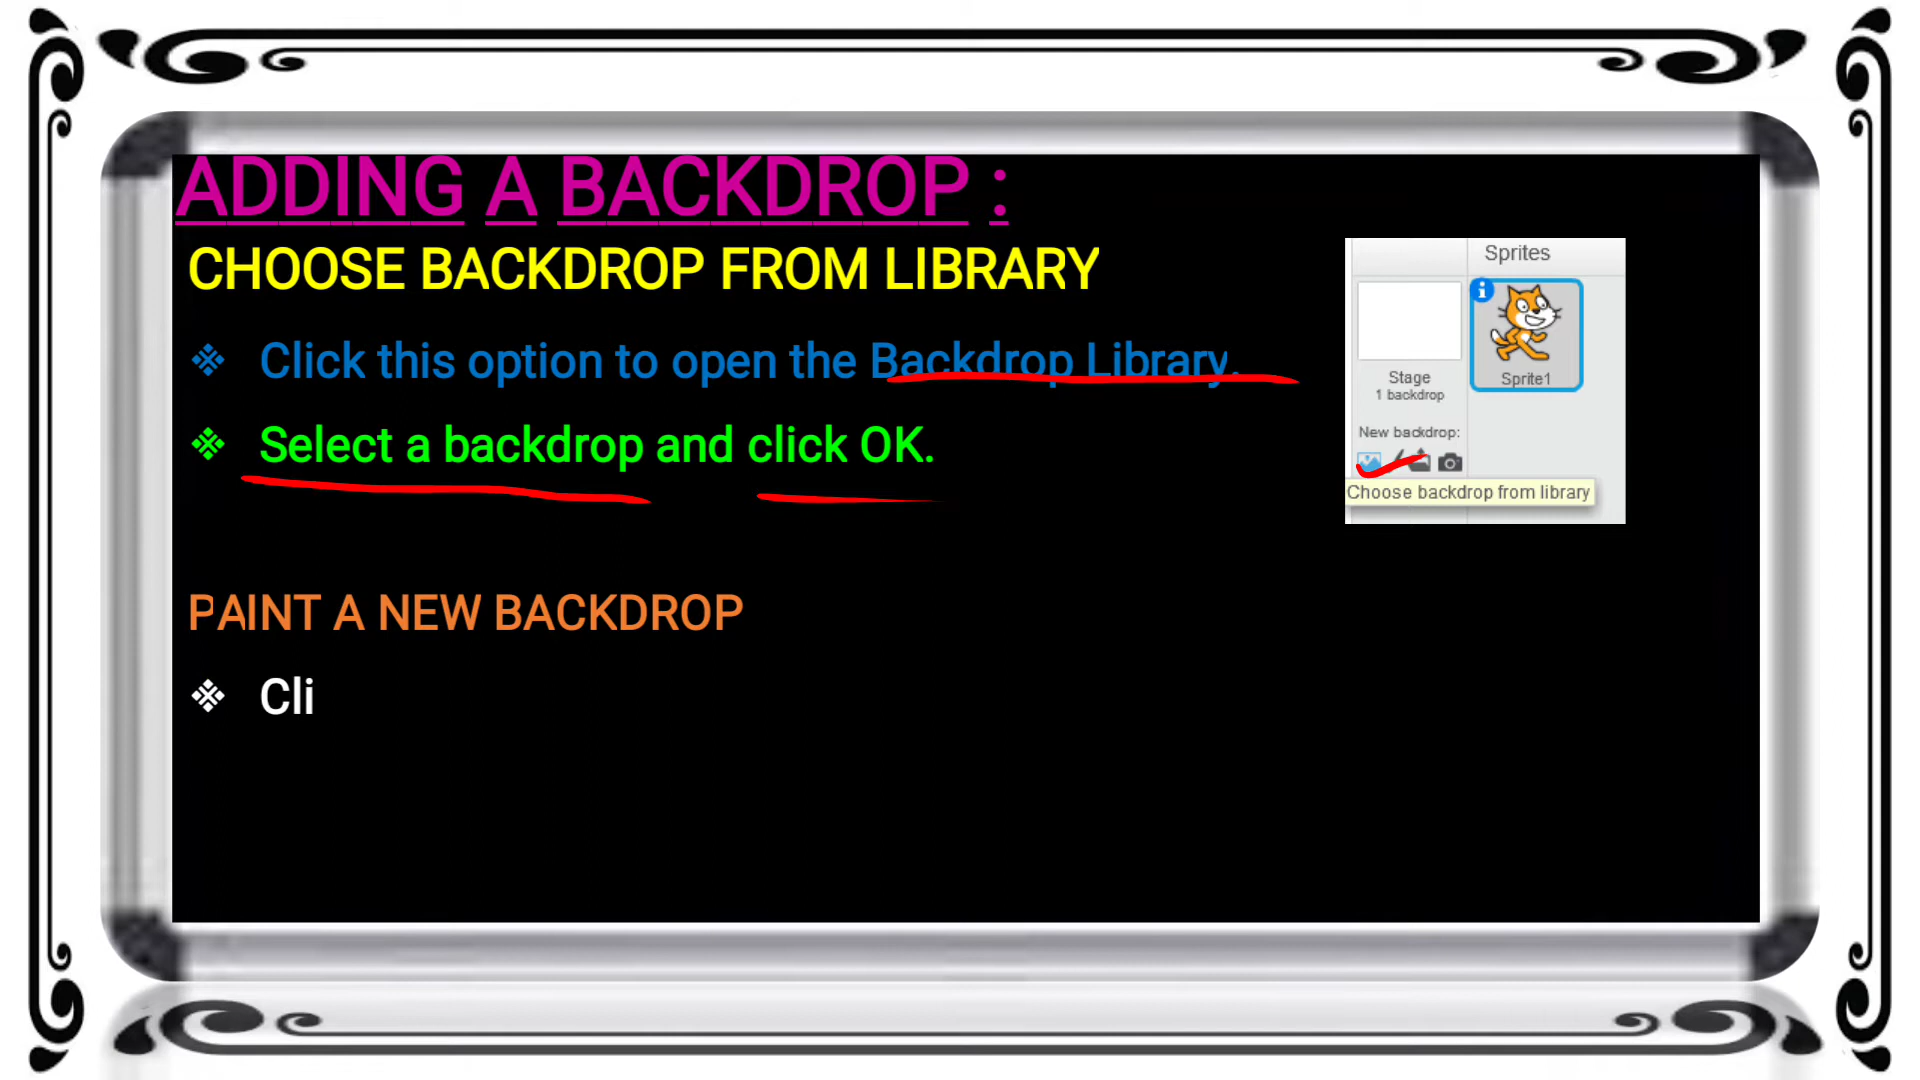 ADDING A BACKDROP :
CHOOSE BACKDROP FROM LIBRARY
Click this option to open the Backdrop Library.
Select a backdrop and click OK.
PAINT A NEW BACKDROP
Cli
Sprites
Stage
1 backdrop
Sprite1
New backdrop:
Choose backdrop from library